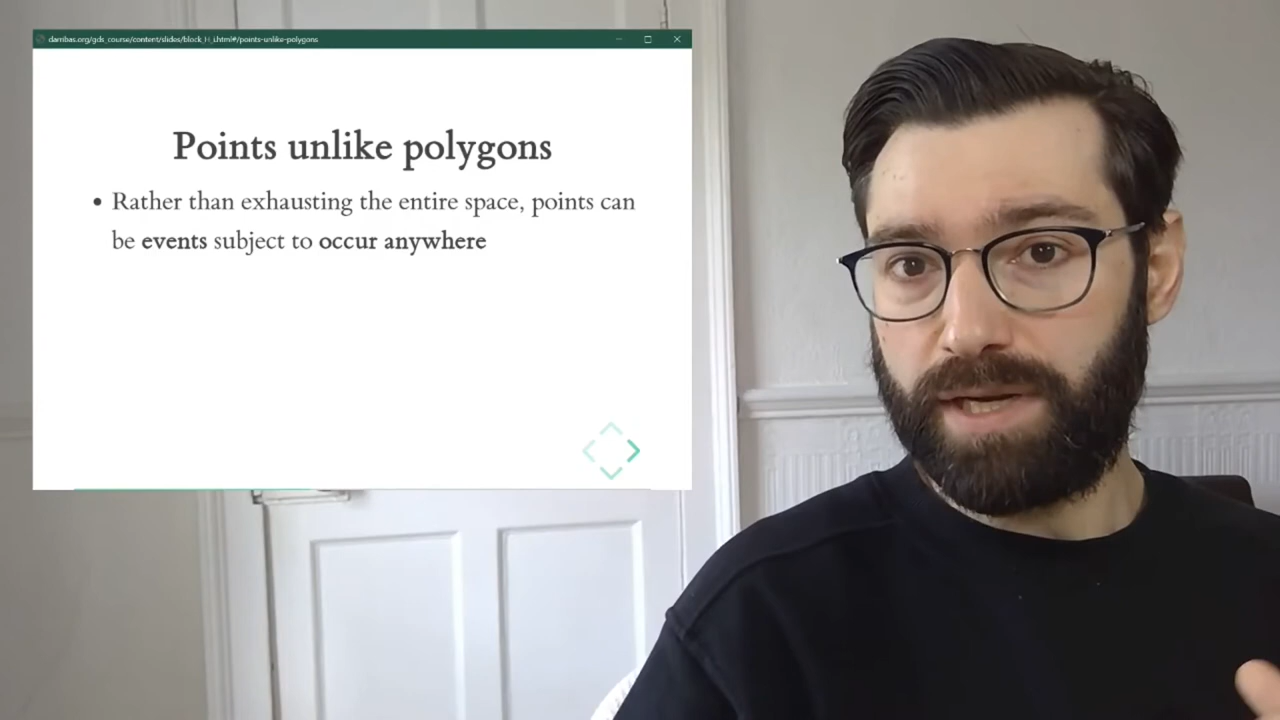 darribas.org/gds_course/content/slides/block_H_i.html#/points-unlike-polygons
Points unlike polygons
• Rather than exhausting the entire space, points can
be events subject to occur anywhere